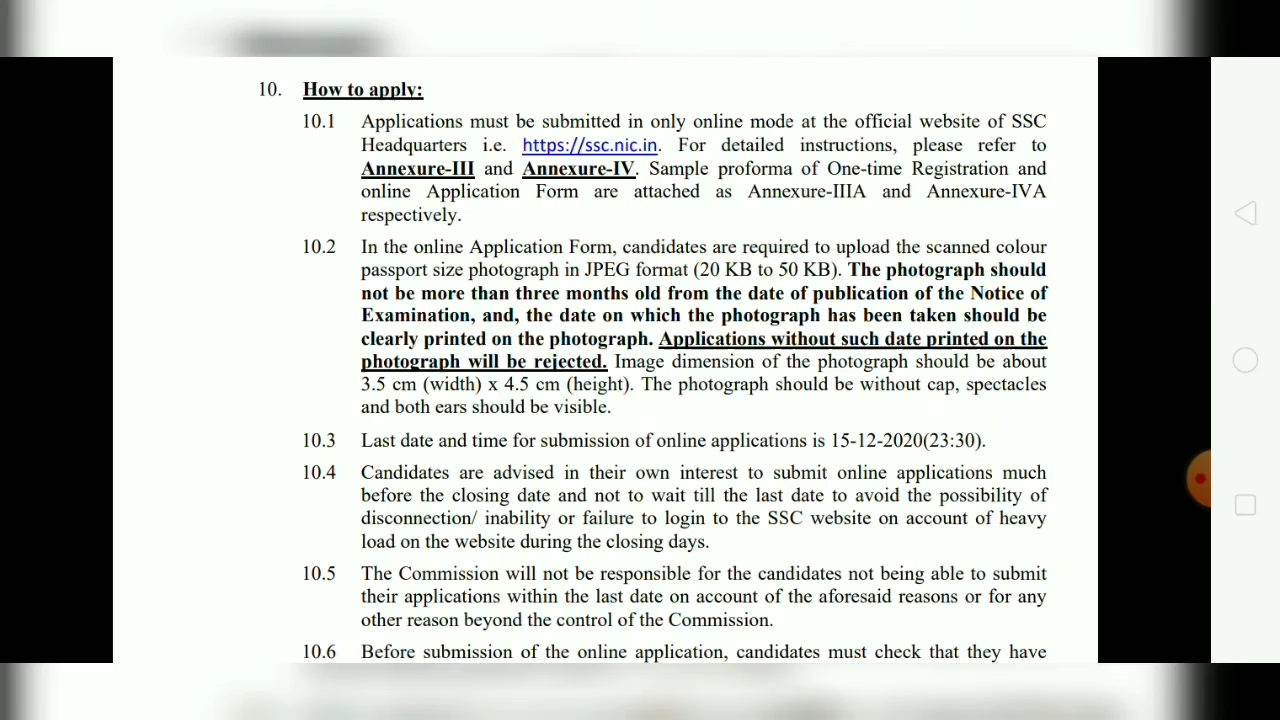 10. How to apply:
10.1 Applications must be submitted in only online mode at the official website of SSC
Headquarters i.e. https://ssc.nic.in. For detailed instructions, please refer to
Annexure-III and Annexure-IV. Sample proforma of One-time Registration and
online Application Form are attached as Annexure-IIIA and Annexure-IVA
respectively.
10.2 In the online Application Form, candidates are required to upload the scanned colour
passport size photograph in JPEG format (20 KB to 50 KB). The photograph should
not be more than three months old from the date of publication of the Notice of
Examination, and, the date on which the photograph has been taken should be
clearly printed on the photograph. Applications without such date printed on the
photograph will be rejected. Image dimension of the photograph should be about
3.5 cm (width) x 4.5 cm (height). The photograph should be without cap, spectacles
and both ears should be visible.
10.3 Last date and time for submission of online applications is 15-12-2020(23:30).
10.4 Candidates are advised in their own interest to submit online applications much
before the closing date and not to wait till the last date to avoid the possibility of
disconnection/ inability or failure to login to the SSC website on account of heavy
load on the website during the closing days.
10.5 The Commission will not be responsible for the candidates not being able to submit
their applications within the last date on account of the aforesaid reasons or for any
other reason beyond the control of the Commission.
10.6 Before submission of the online application, candidates must check that they have